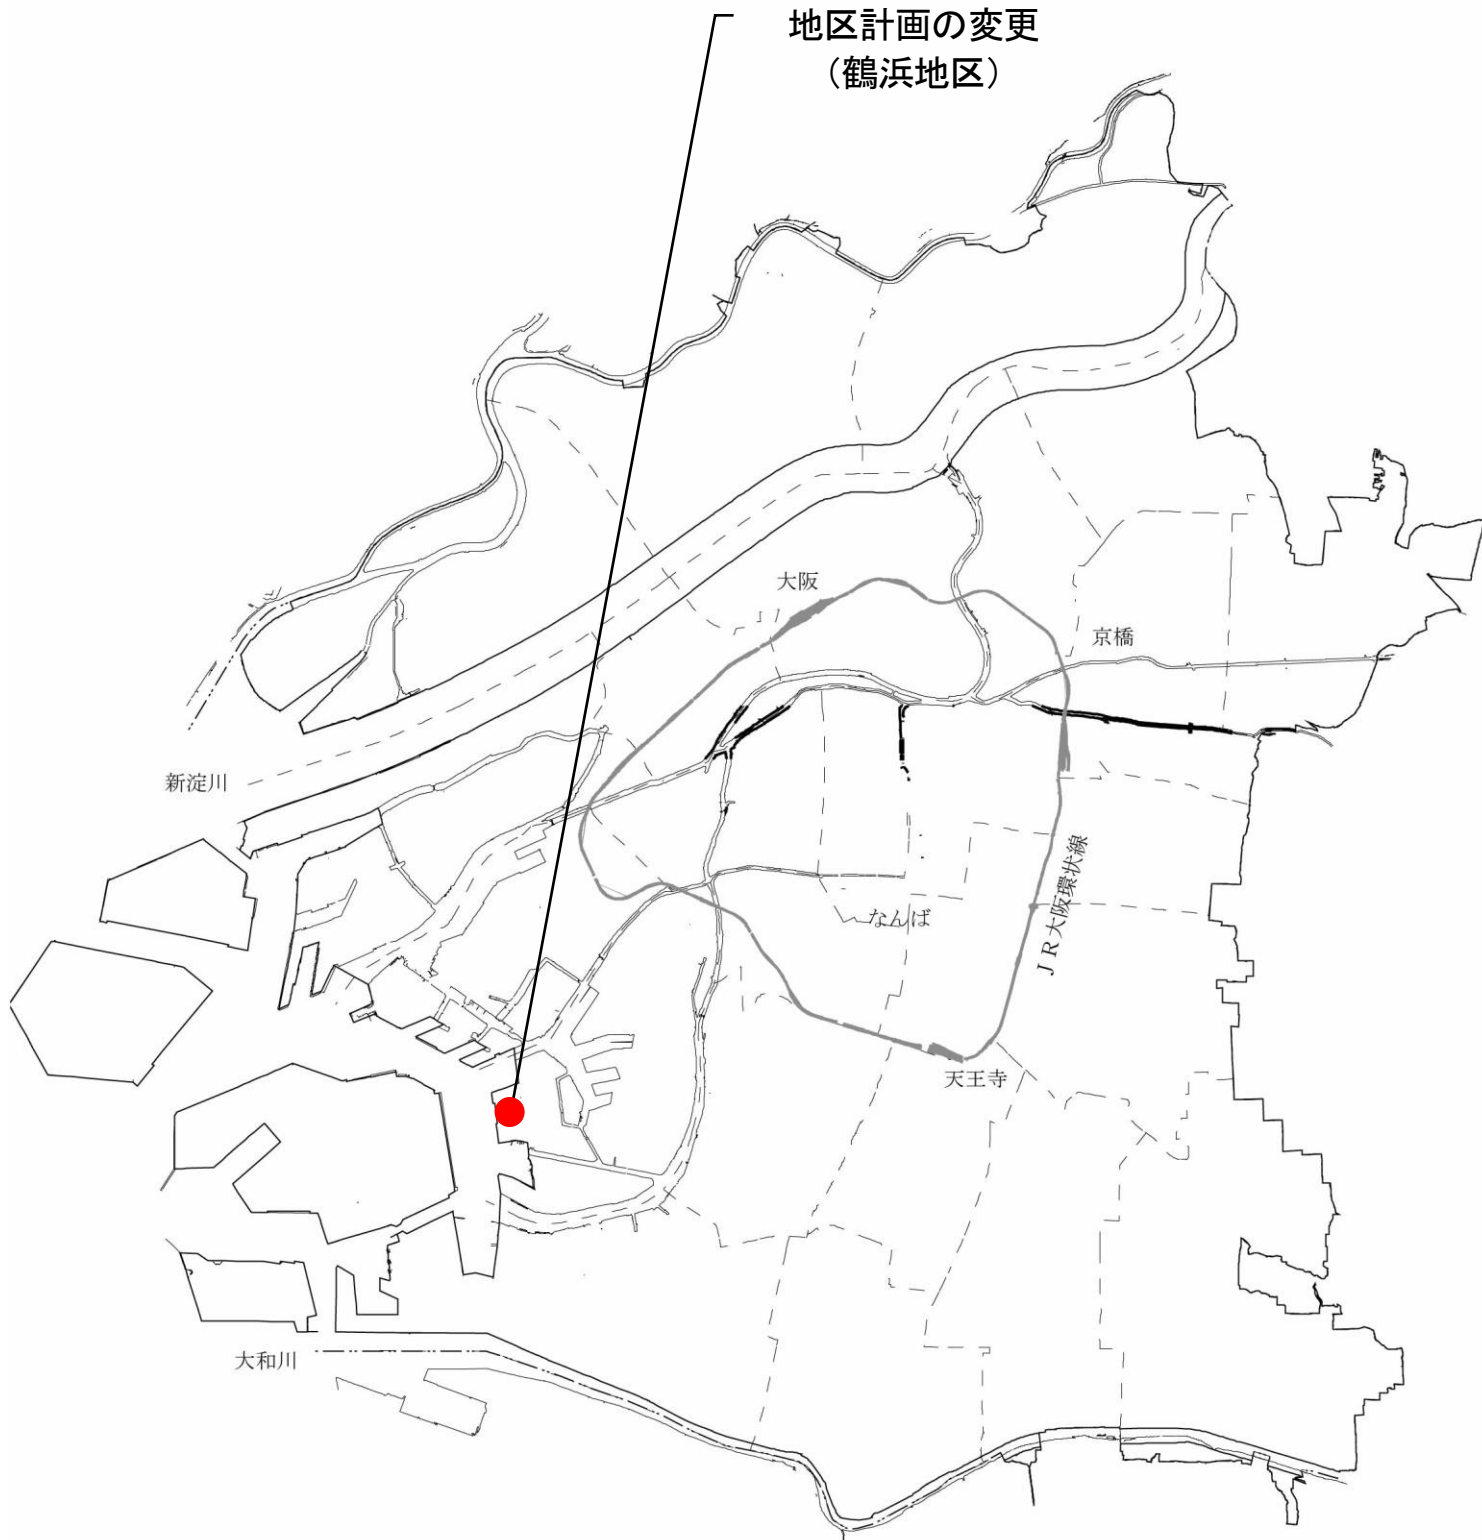 地区計画の変更
（鶴浜地区）
大阪
京橋
新淀川
JR大阪環状線
なんば
天王寺
大和川